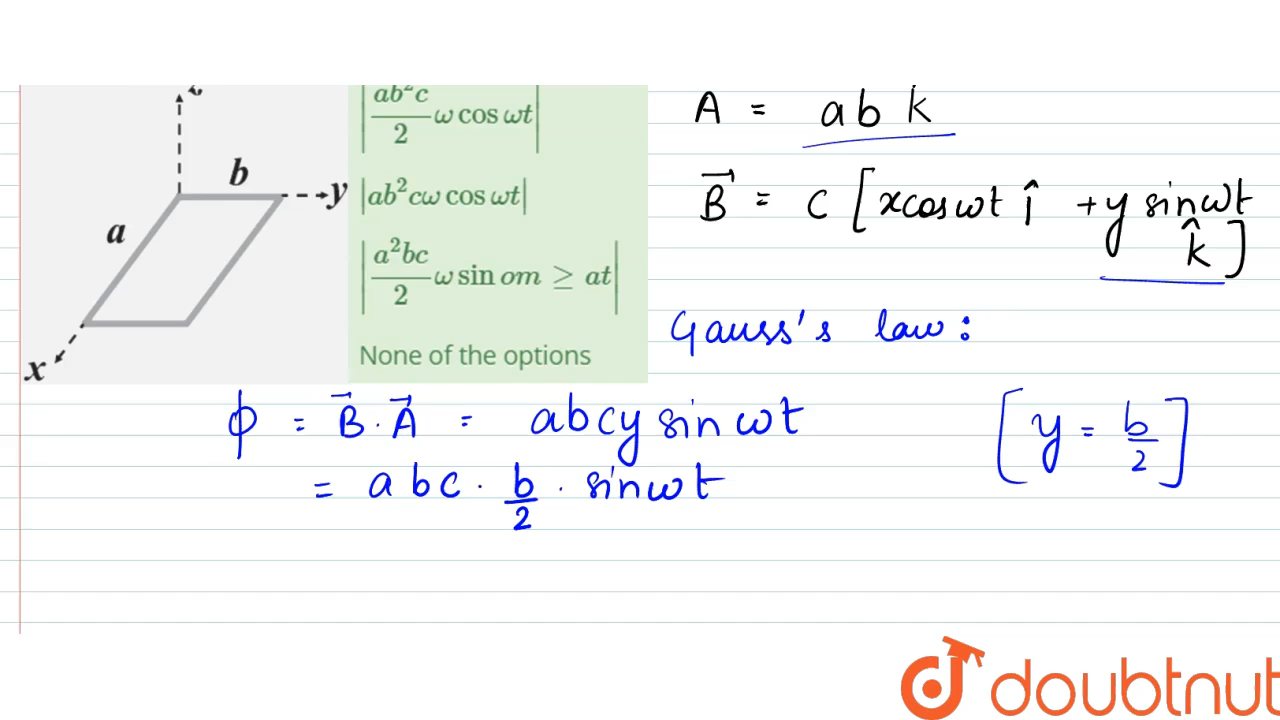 |ab²c/2 ω cos ωt|
|ab²cω cos ωt|
|a²bc/2 ω sin om ≥ at|
None of the options
b
y
a
x
A = ab k
B⃗ = c [x cos ωt î + y sin ωt
k̂]
Gauss's law:
ϕ = B⃗ · A⃗ = abcy sin ωt
[y = b/2]
= abc · b/2 · sin ωt
doubtnut